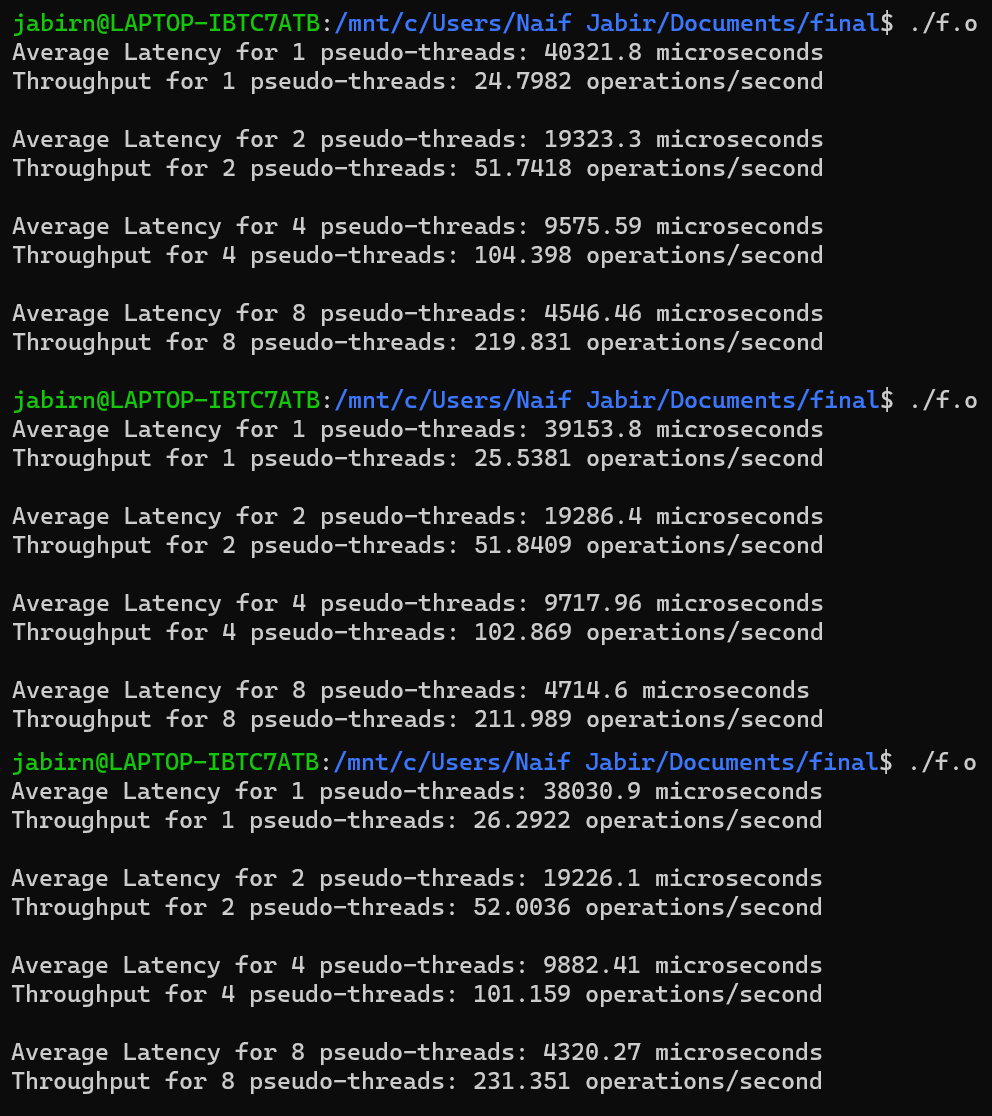 jabirn@LAPTOP-IBTC7ATB:/mnt/c/Users/Naif Jabir/Documents/final$ ./f.o
Average Latency for 1 pseudo-threads: 40321.8 microseconds
Throughput for 1 pseudo-threads: 24.7982 operations/second
Average Latency for 2 pseudo-threads: 19323.3 microseconds
Throughput for 2 pseudo-threads: 51.7418 operations/second
Average Latency for 4 pseudo-threads: 9575.59 microseconds
Throughput for 4 pseudo-threads: 104.398 operations/second
Average Latency for 8 pseudo-threads: 4546.46 microseconds
Throughput for 8 pseudo-threads: 219.831 operations/second
jabirn@LAPTOP-IBTC7ATB:/mnt/c/Users/Naif Jabir/Documents/final$ ./f.o
Average Latency for 1 pseudo-threads: 39153.8 microseconds
Throughput for 1 pseudo-threads: 25.5381 operations/second
Average Latency for 2 pseudo-threads: 19286.4 microseconds
Throughput for 2 pseudo-threads: 51.8409 operations/second
Average Latency for 4 pseudo-threads: 9717.96 microseconds
Throughput for 4 pseudo-threads: 102.869 operations/second
Average Latency for 8 pseudo-threads: 4714.6 microseconds
Throughput for 8 pseudo-threads: 211.989 operations/second
jabirn@LAPTOP-IBTC7ATB:/mnt/c/Users/Naif Jabir/Documents/final$ ./f.o
Average Latency for 1 pseudo-threads: 38030.9 microseconds
Throughput for 1 pseudo-threads: 26.2922 operations/second
Average Latency for 2 pseudo-threads: 19226.1 microseconds
Throughput for 2 pseudo-threads: 52.0036 operations/second
Average Latency for 4 pseudo-threads: 9882.41 microseconds
Throughput for 4 pseudo-threads: 101.159 operations/second
Average Latency for 8 pseudo-threads: 4320.27 microseconds
Throughput for 8 pseudo-threads: 231.351 operations/second